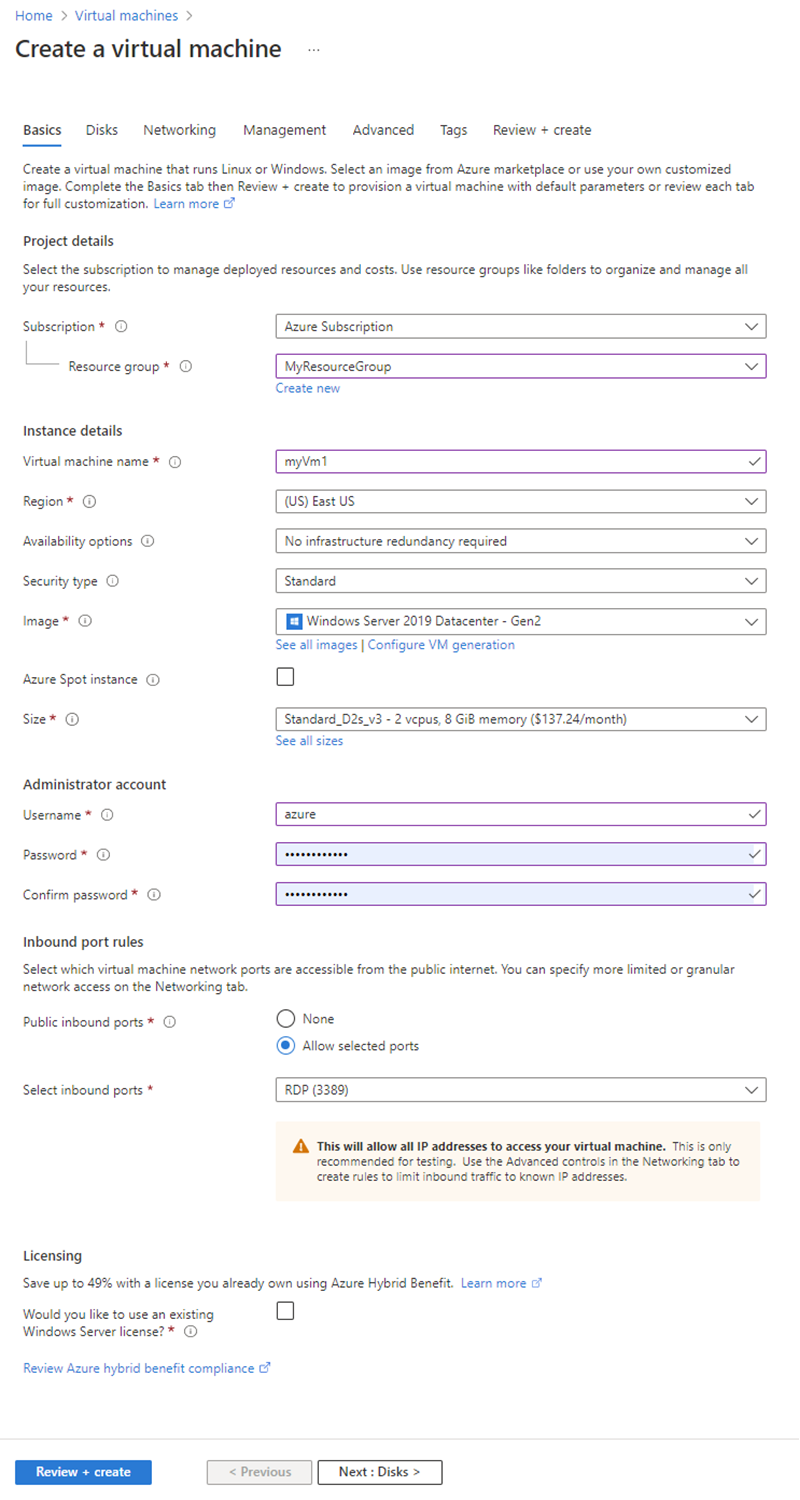 Home > Virtual machines >
Create a virtual machine ...
Basics Disks Networking Management Advanced Tags Review + create
Create a virtual machine that runs Linux or Windows. Select an image from Azure marketplace or use your own customized
image. Complete the Basics tab then Review + create to provision a virtual machine with default parameters or review each tab
for full customization. Learn more
Project details
Select the subscription to manage deployed resources and costs. Use resource groups like folders to organize and manage all
your resources.
Subscription * Azure Subscription
Resource group * MyResourceGroup
Create new
Instance details
Virtual machine name * myVm1
Region * (US) East US
Availability options No infrastructure redundancy required
Security type Standard
Image * Windows Server 2019 Datacenter - Gen2
See all images | Configure VM generation
Azure Spot instance
Size * Standard_D2s_v3 - 2 vcpus, 8 GiB memory ($137.24/month)
See all sizes
Administrator account
Username * azure
Password * ••••••••••••
Confirm password * ••••••••••••
Inbound port rules
Select which virtual machine network ports are accessible from the public internet. You can specify more limited or granular
network access on the Networking tab.
Public inbound ports * None
Allow selected ports
Select inbound ports * RDP (3389)
This will allow all IP addresses to access your virtual machine. This is only
recommended for testing. Use the Advanced controls in the Networking tab to
create rules to limit inbound traffic to known IP addresses.
Licensing
Save up to 49% with a license you already own using Azure Hybrid Benefit. Learn more
Would you like to use an existing
Windows Server license? *
Review Azure hybrid benefit compliance
Review + create < Previous Next : Disks >